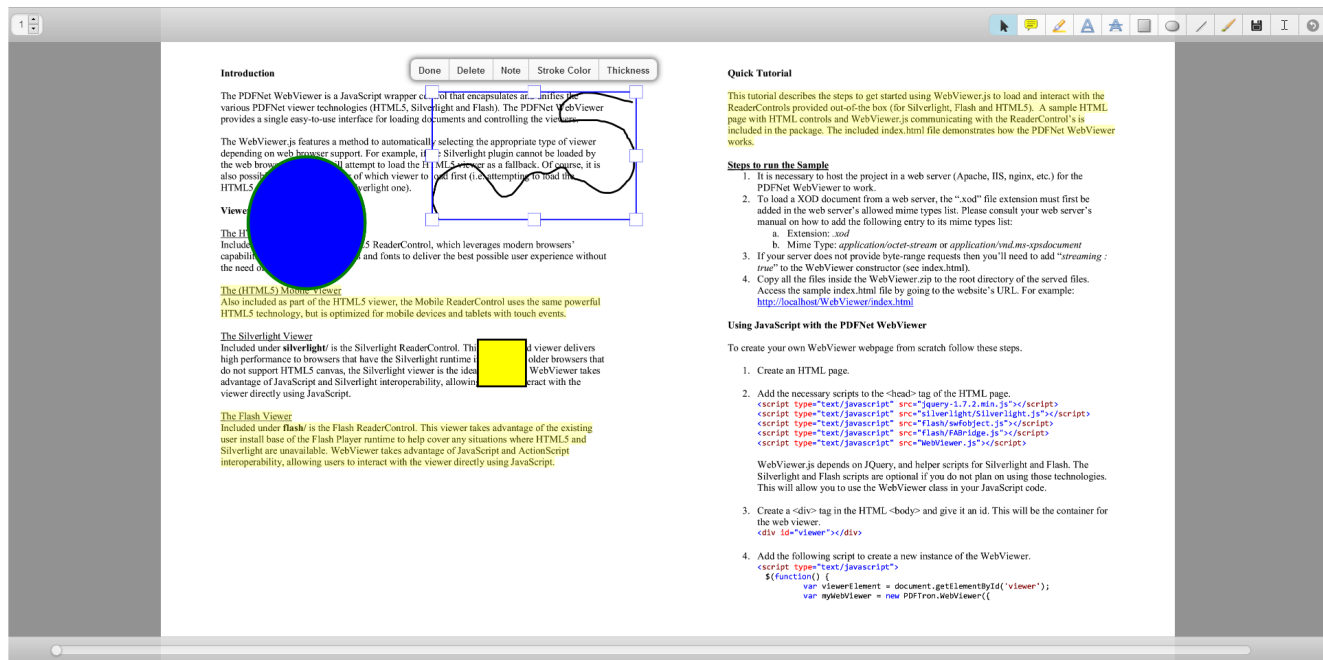 1
Done Delete Note Stroke Color Thickness
Introduction
The PDFNet WebViewer is a JavaScript wrapper control that encapsulates and unifies the
various PDFNet viewer technologies (HTML5, Silverlight and Flash). The PDFNet WebViewer
provides a single easy-to-use interface for loading documents and controlling the viewers.
The WebViewer.js features a method to automatically selecting the appropriate type of viewer
depending on web browser support. For example, if the Silverlight plugin cannot be loaded by
the web will attempt to load the HTML5 viewer as a fallback. Of course, it is
also of which viewer to load first (i.e. attempting to load the
HTML5 one).
The
Included ReaderControl, which leverages modern browsers’
and fonts to deliver the best possible user experience without
the need
The (HTML5) Mobile Viewer
Also included as part of the HTML5 viewer, the Mobile ReaderControl uses the same powerful
HTML5 technology, but is optimized for mobile devices and tablets with touch events.
The Silverlight Viewer
Included under silverlight/ is the Silverlight ReaderControl. viewer delivers
high performance to browsers that have the Silverlight runtime older browsers that
do not support HTML5 canvas, the Silverlight viewer is the WebViewer takes
advantage of JavaScript and Silverlight interoperability, with the
viewer directly using JavaScript.
The Flash Viewer
Included under flash/ is the Flash ReaderControl. This viewer takes advantage of the existing
user install base of the Flash Player runtime to help cover any situations where HTML5 and
Silverlight are unavailable. WebViewer takes advantage of JavaScript and ActionScript
interoperability, allowing users to interact with the viewer directly using JavaScript.
Quick Tutorial
This tutorial describes the steps to get started using WebViewer.js to load and interact with the
ReaderControls provided out-of-the box (for Silverlight, Flash and HTML5). A sample HTML
page with HTML controls and WebViewer.js communicating with the ReaderControl’s is
included in the package. The included index.html file demonstrates how the PDFNet WebViewer
works.
Steps to run the Sample
1. It is necessary to host the project in a web server (Apache, IIS, nginx, etc.) for the
PDFNet WebViewer to work.
2. To load a XOD document from a web server, the “.xod” file extension must first be
added in the web server’s allowed mime types list. Please consult your web server’s
manual on how to add the following entry to its mime types list:
a. Extension: .xod
b. Mime Type: application/octet-stream or application/vnd.ms-xpsdocument
3. If your server does not provide byte-range requests then you’ll need to add “streaming :
true” to the WebViewer constructor (see index.html).
4. Copy all the files inside the WebViewer.zip to the root directory of the served files.
Access the sample index.html file by going to the website’s URL. For example:
http://localhost/WebViewer/index.html
Using JavaScript with the PDFNet WebViewer
To create your own WebViewer webpage from scratch follow these steps.
1. Create an HTML page.
2. Add the necessary scripts to the <head> tag of the HTML page.
<script type="text/javascript" src="jquery-1.7.2.min.js"></script>
<script type="text/javascript" src="silverlight/Silverlight.js"></script>
<script type="text/javascript" src="flash/swfobject.js"></script>
<script type="text/javascript" src="flash/FABridge.js"></script>
<script type="text/javascript" src="WebViewer.js"></script>
WebViewer.js depends on JQuery, and helper scripts for Silverlight and Flash. The
Silverlight and Flash scripts are optional if you do not plan on using those technologies.
This will allow you to use the WebViewer class in your JavaScript code.
3. Create a <div> tag in the HTML <body> and give it an id. This will be the container for
the web viewer.
<div id="viewer"></div>
4. Add the following script to create a new instance of the WebViewer.
<script type="text/javascript">
$(function() {
var viewerElement = document.getElementById('viewer');
var myWebViewer = new PDFTron.WebViewer({